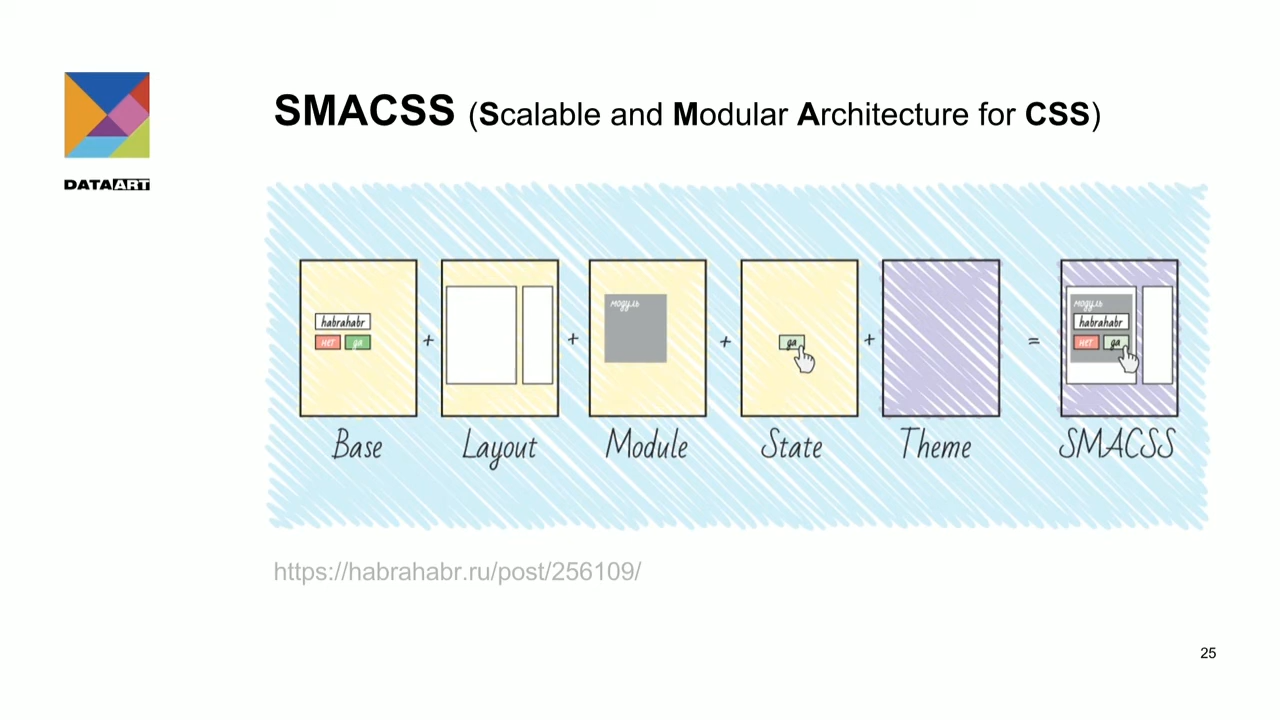 DATAART
SMACSS (Scalable and Modular Architecture for CSS)
habrahabr
нет да
+
+
модуль
+
да
+
=
модуль
habrahabr
нет да
Base
Layout
Module
State
Theme
SMACSS
https://habrahabr.ru/post/256109/
25